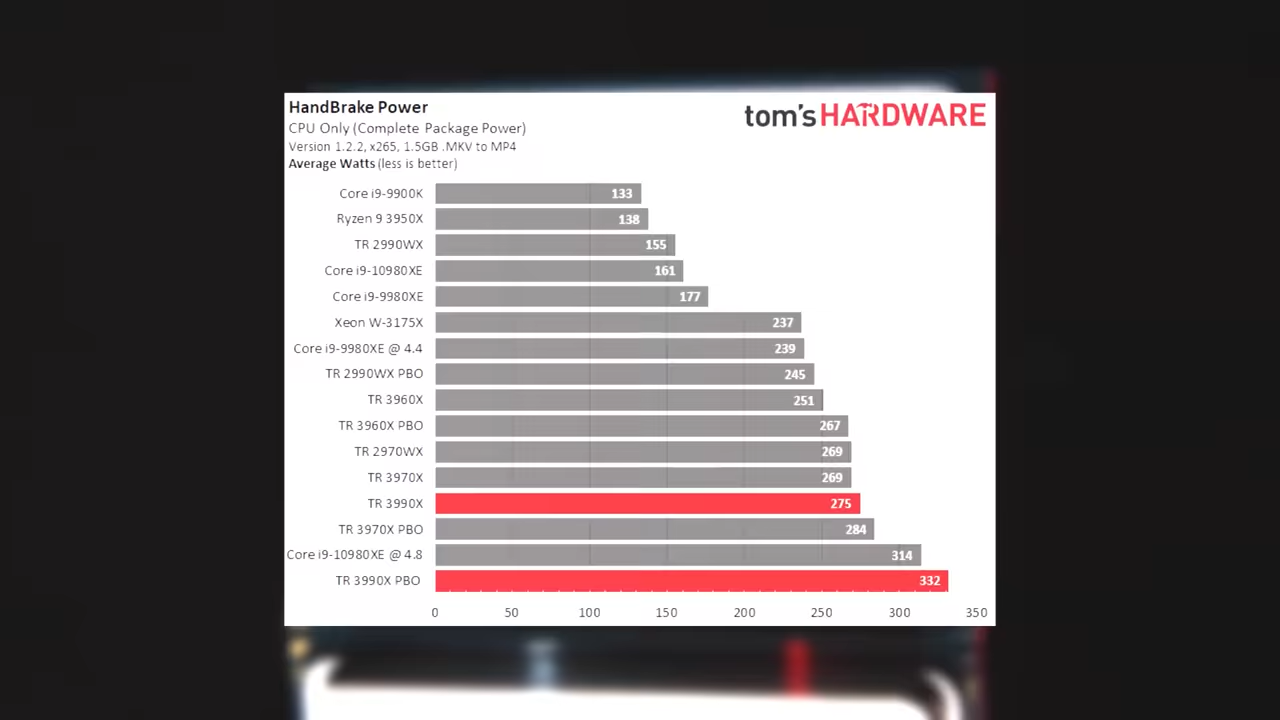 HandBrake Power
tom's HARDWARE
CPU Only (Complete Package Power)
Version 1.2.2, x265, 1.5GB .MKV to MP4
Average Watts (less is better)
Core i9-9900K 133
Ryzen 9 3950X 138
TR 2990WX 155
Core i9-10980XE 161
Core i9-9980XE 177
Xeon W-3175X 237
Core i9-9980XE @ 4.4 239
TR 2990WX PBO 245
TR 3960X 251
TR 3960X PBO 267
TR 2970WX 269
TR 3970X 269
TR 3990X 275
TR 3970X PBO 284
Core i9-10980XE @ 4.8 314
TR 3990X PBO 332
0 50 100 150 200 250 300 350